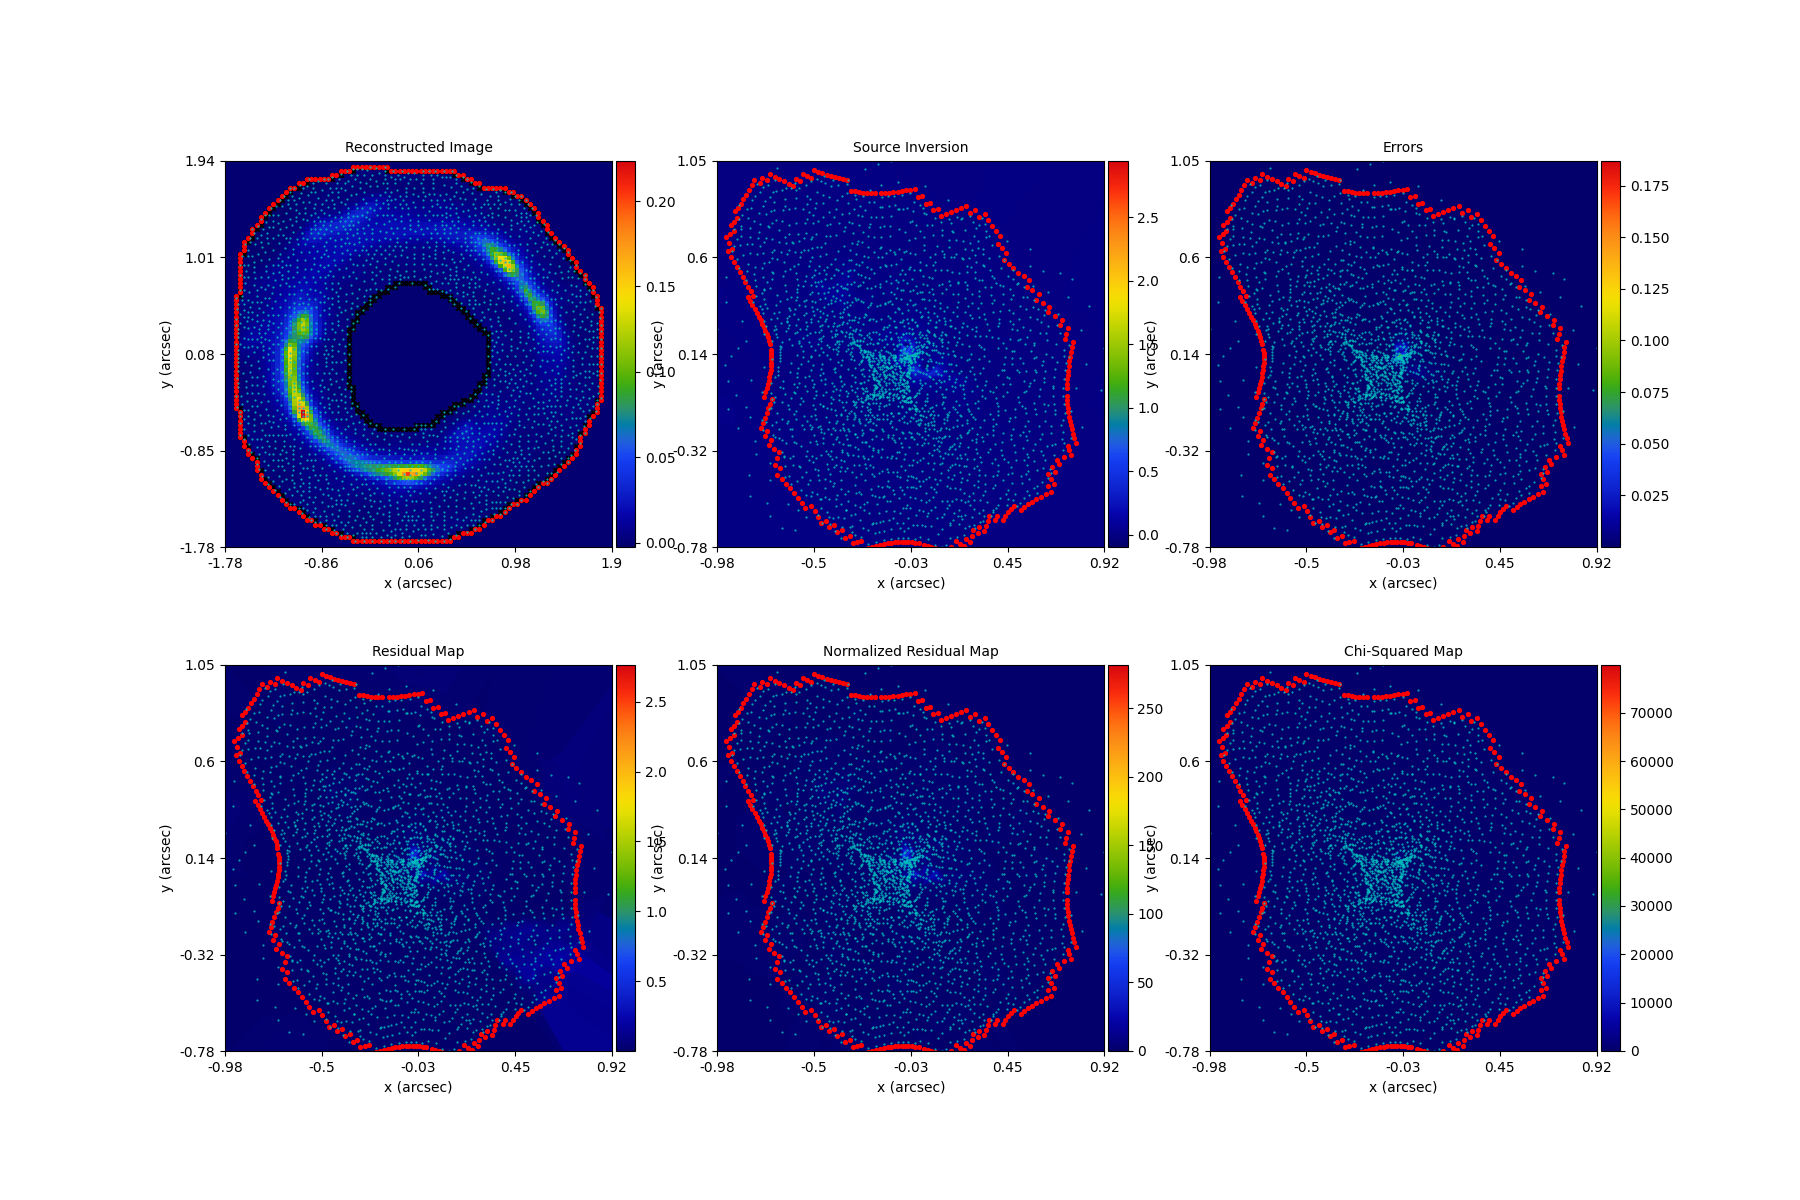 Reconstructed Image
1.94
1.01
0.08
-0.85
-1.78
y (arcsec)
-1.78 -0.86 0.06 0.98 1.9
x (arcsec)
0.20
0.15
0.10
0.05
0.00
Source Inversion
1.05
0.6
0.14
-0.32
-0.78
y (arcsec)
-0.98 -0.5 -0.03 0.45 0.92
x (arcsec)
2.5
2.0
1.5
1.0
0.5
0.0
Errors
1.05
0.6
0.14
-0.32
-0.78
y (arcsec)
-0.98 -0.5 -0.03 0.45 0.92
x (arcsec)
0.175
0.150
0.125
0.100
0.075
0.050
0.025
Residual Map
1.05
0.6
0.14
-0.32
-0.78
y (arcsec)
-0.98 -0.5 -0.03 0.45 0.92
x (arcsec)
2.5
2.0
1.5
1.0
0.5
Normalized Residual Map
1.05
0.6
0.14
-0.32
-0.78
y (arcsec)
-0.98 -0.5 -0.03 0.45 0.92
x (arcsec)
250
200
150
100
50
0
Chi-Squared Map
1.05
0.6
0.14
-0.32
-0.78
y (arcsec)
-0.98 -0.5 -0.03 0.45 0.92
x (arcsec)
70000
60000
50000
40000
30000
20000
10000
0